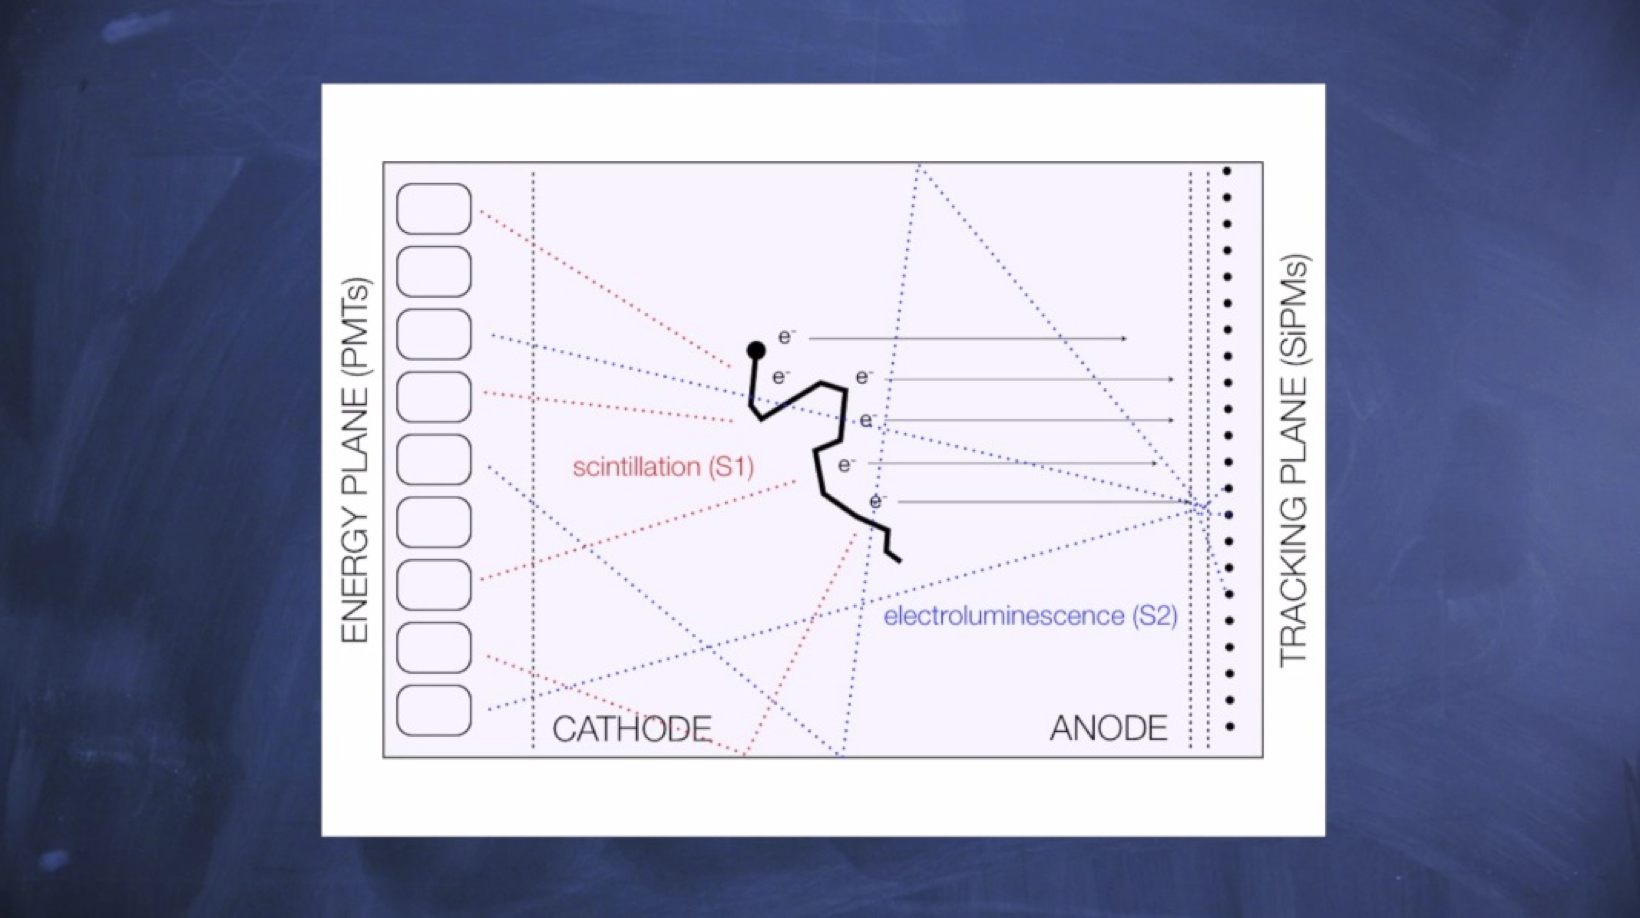 ENERGY PLANE (PMTs)
e⁻
e⁻
e⁻
e⁻
scintillation (S1)
e⁻
e⁻
electroluminescence (S2)
CATHODE
ANODE
TRACKING PLANE (SiPMs)